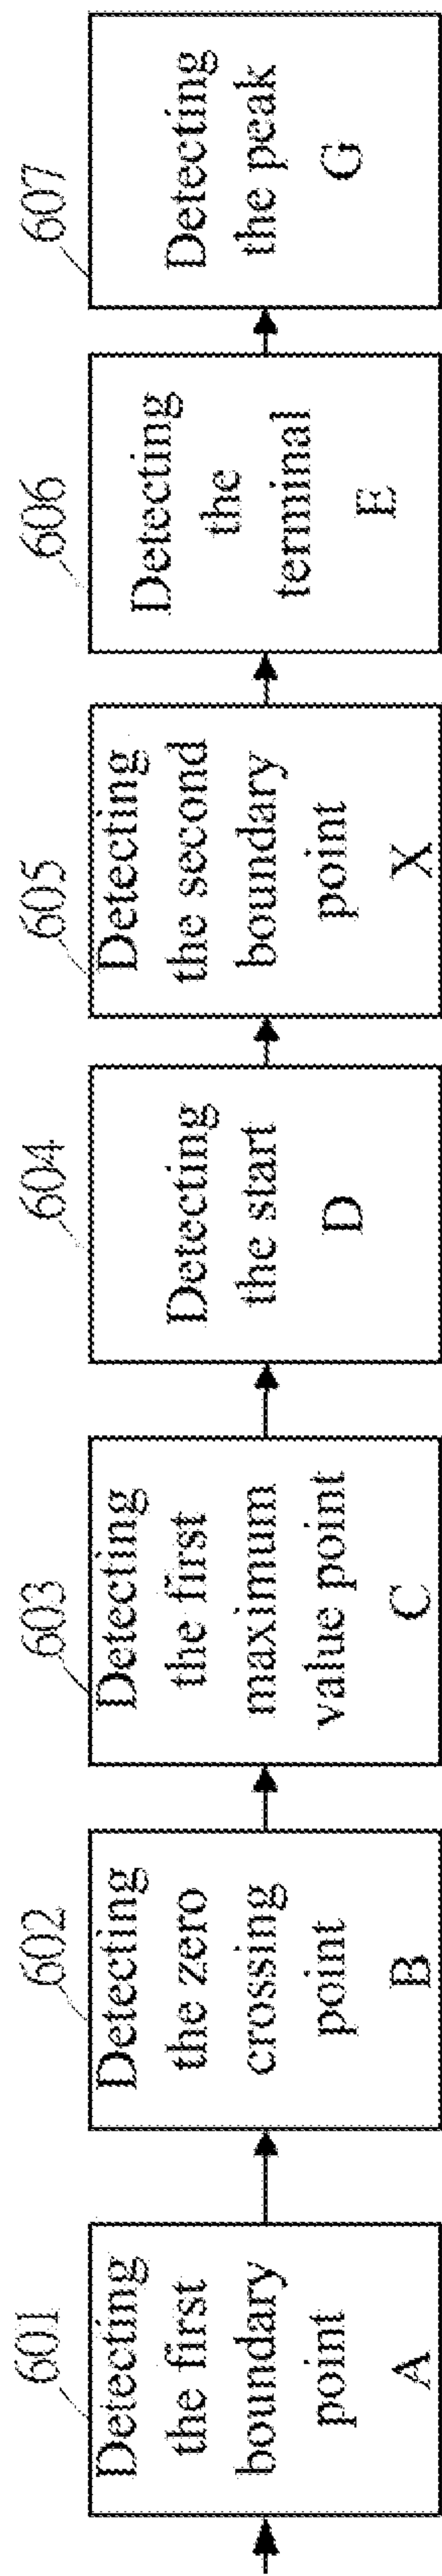 601
Detecting
the first
boundary
point
A
602
Detecting
the zero
crossing
point
B
603
Detecting
the first
maximum
value point
C
604
Detecting
the start
D
605
Detecting
the second
boundary
point
X
606
Detecting
the
terminal
E
607
Detecting
the peak
G